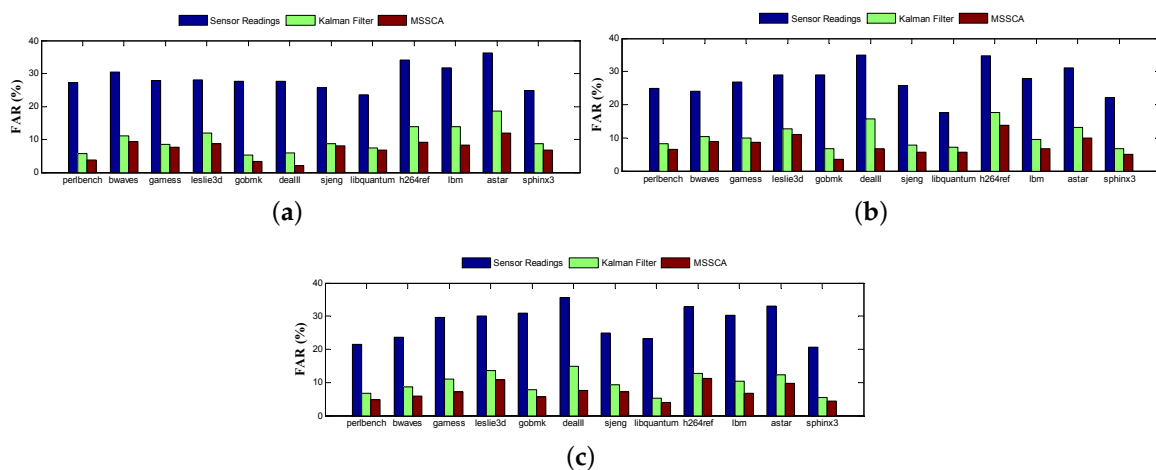 Sensor Readings Kalman Filter MSSCA
FAR (%)
40
30
20
10
0
perlbench bwaves gamess leslie3d gobmk dealII sjeng libquantum h264ref lbm astar sphinx3
(a)
Sensor Readings Kalman Filter MSSCA
FAR (%)
40
30
20
10
0
perlbench bwaves gamess leslie3d gobmk dealII sjeng libquantum h264ref lbm astar sphinx3
(b)
Sensor Readings Kalman Filter MSSCA
FAR (%)
40
30
20
10
0
perlbench bwaves gamess leslie3d gobmk dealII sjeng libquantum h264ref lbm astar sphinx3
(c)